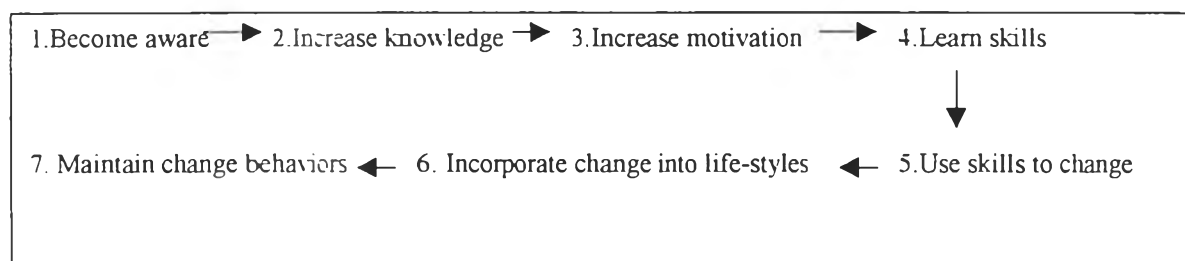 1.Become aware 2.Increase knowledge 3.Increase motivation 4.Learn skills
7. Maintain change behaviors 6. Incorporate change into life-styles 5.Use skills to change